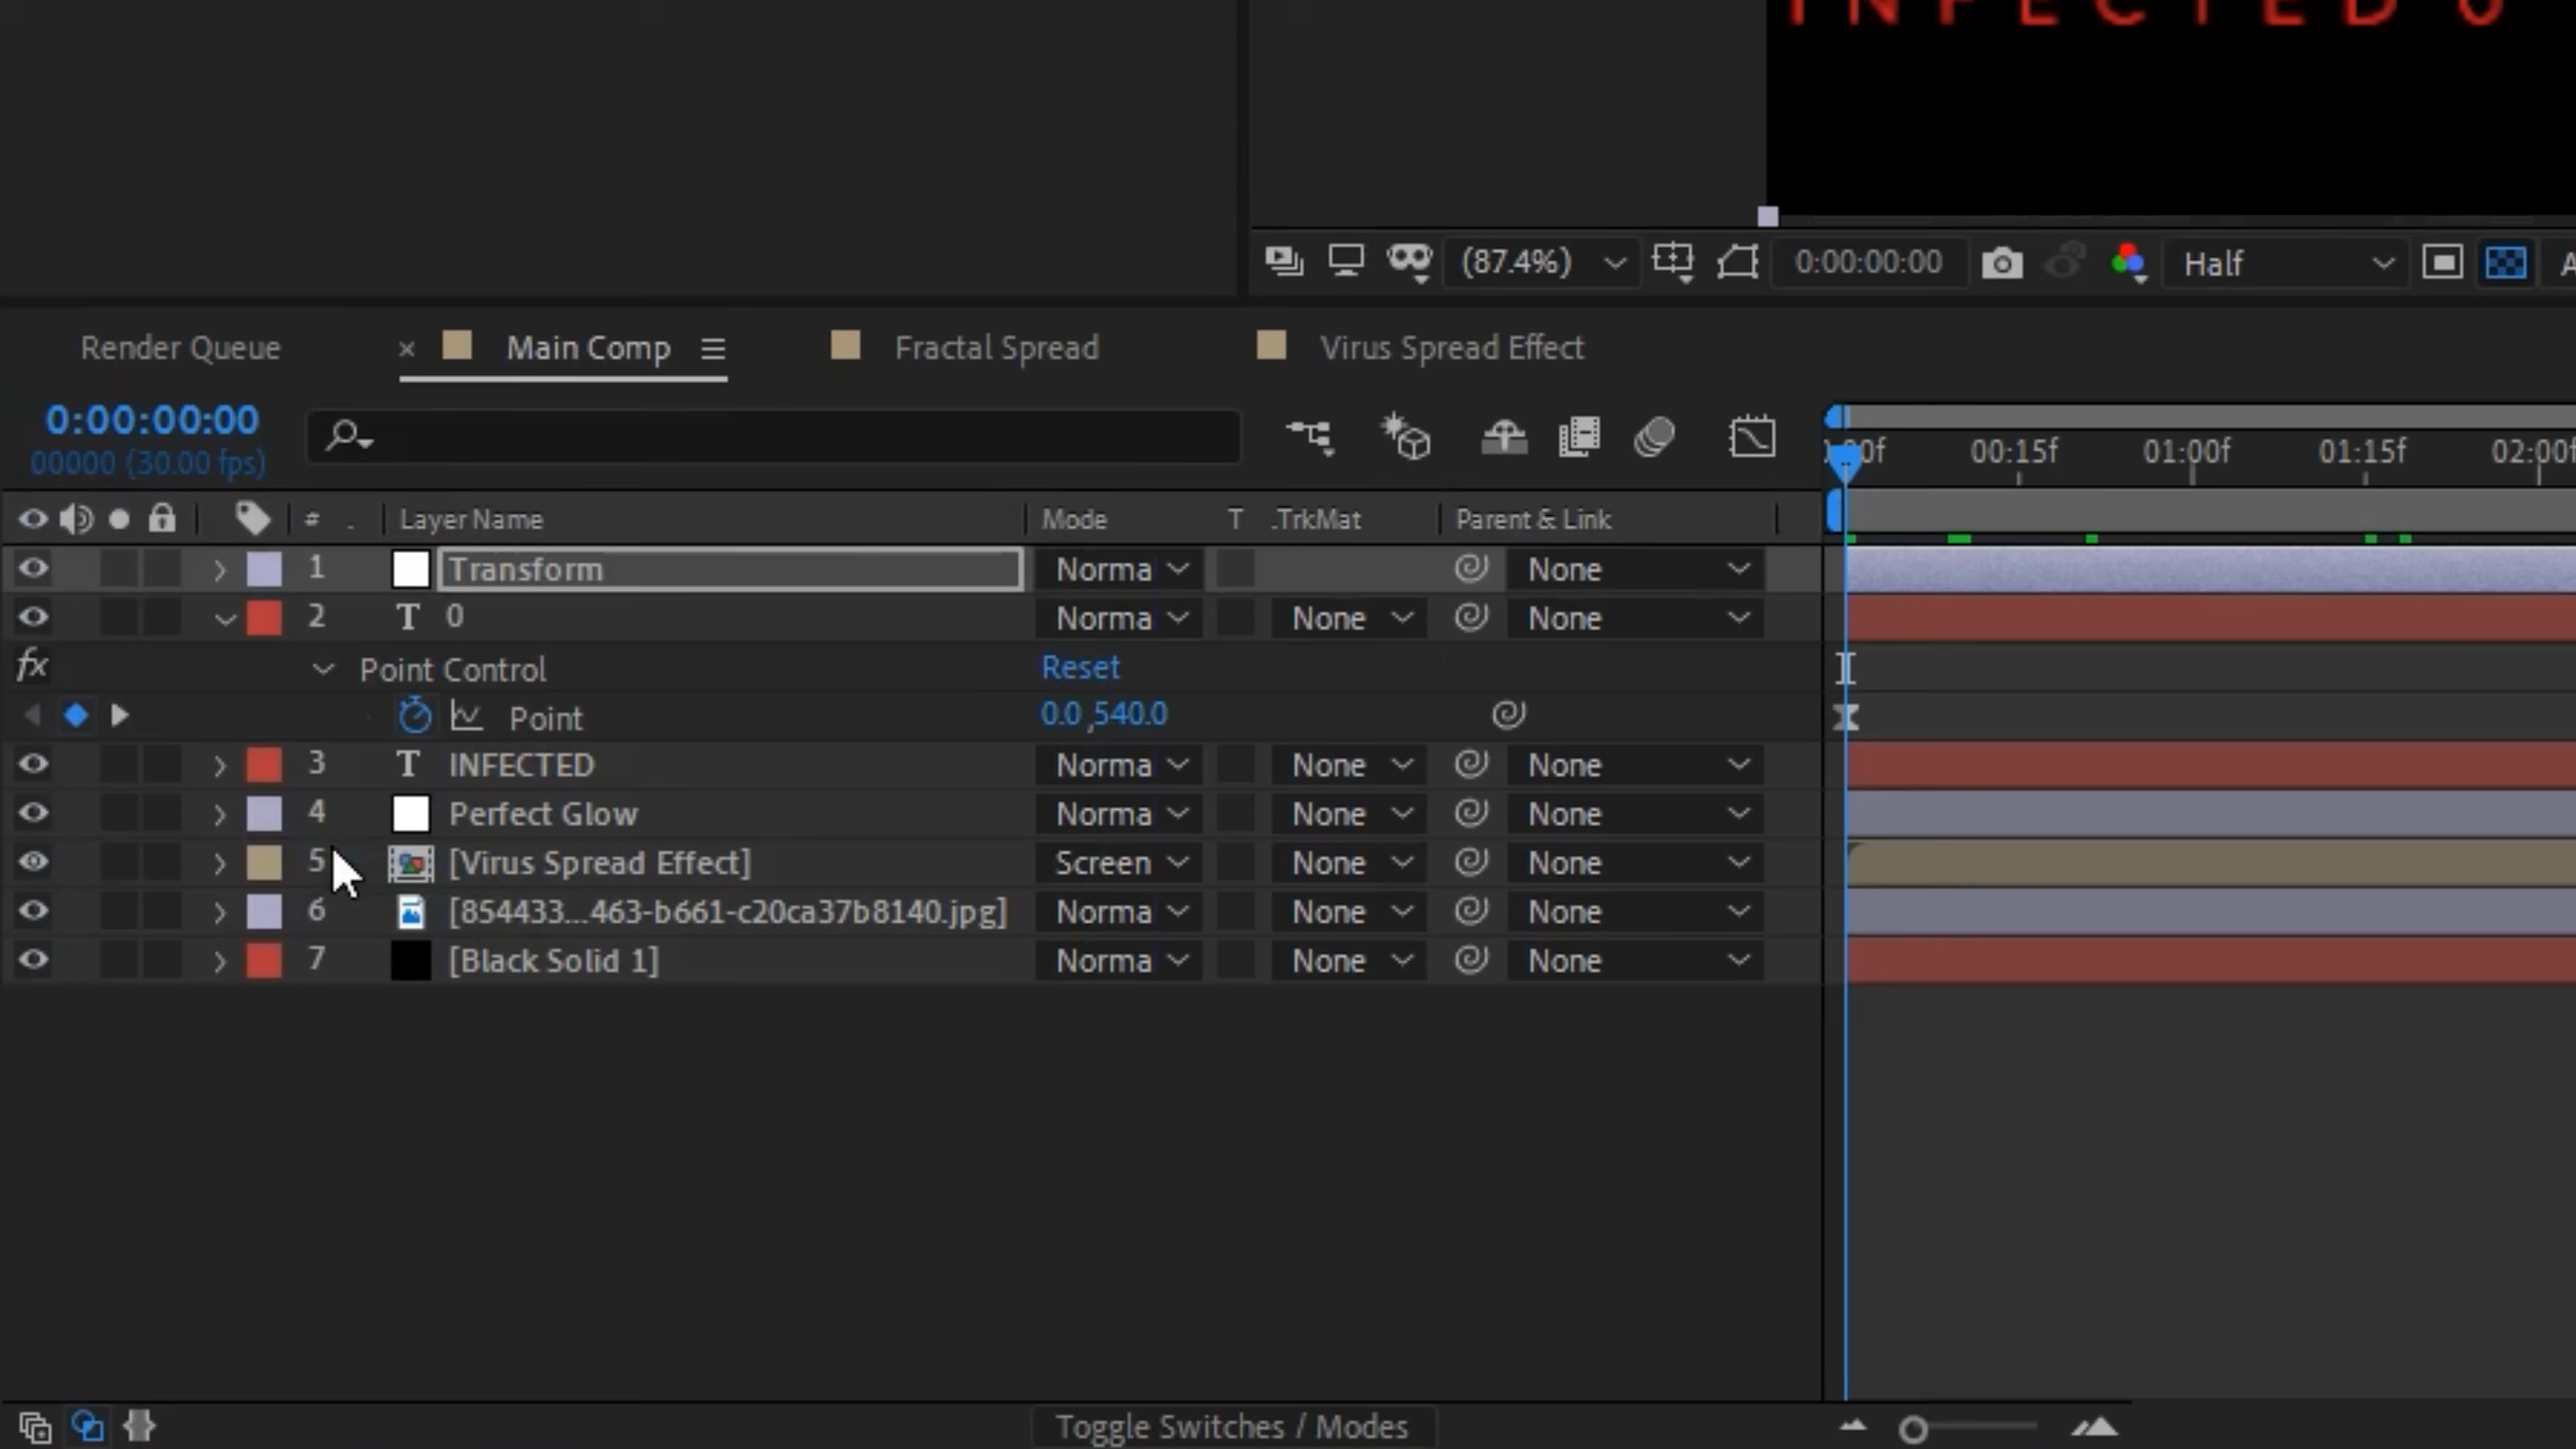 INFECTED 0
(87.4%)
0:00:00:00
Half
Render Queue
Main Comp
Fractal Spread
Virus Spread Effect
0:00:00:00
00000 (30.00 fps)
00:15f
01:00f
01:15f
02:00f
#
.
Layer Name
Mode
T
.TrkMat
Parent & Link
1
Transform
Norma
None
2
T
0
Norma
None
None
fx
Point Control
Reset
Point
0.0,540.0
3
T
INFECTED
Norma
None
None
4
Perfect Glow
Norma
None
None
5
[Virus Spread Effect]
Screen
None
None
6
[854433...463-b661-c20ca37b8140.jpg]
Norma
None
None
7
[Black Solid 1]
Norma
None
None
Toggle Switches / Modes